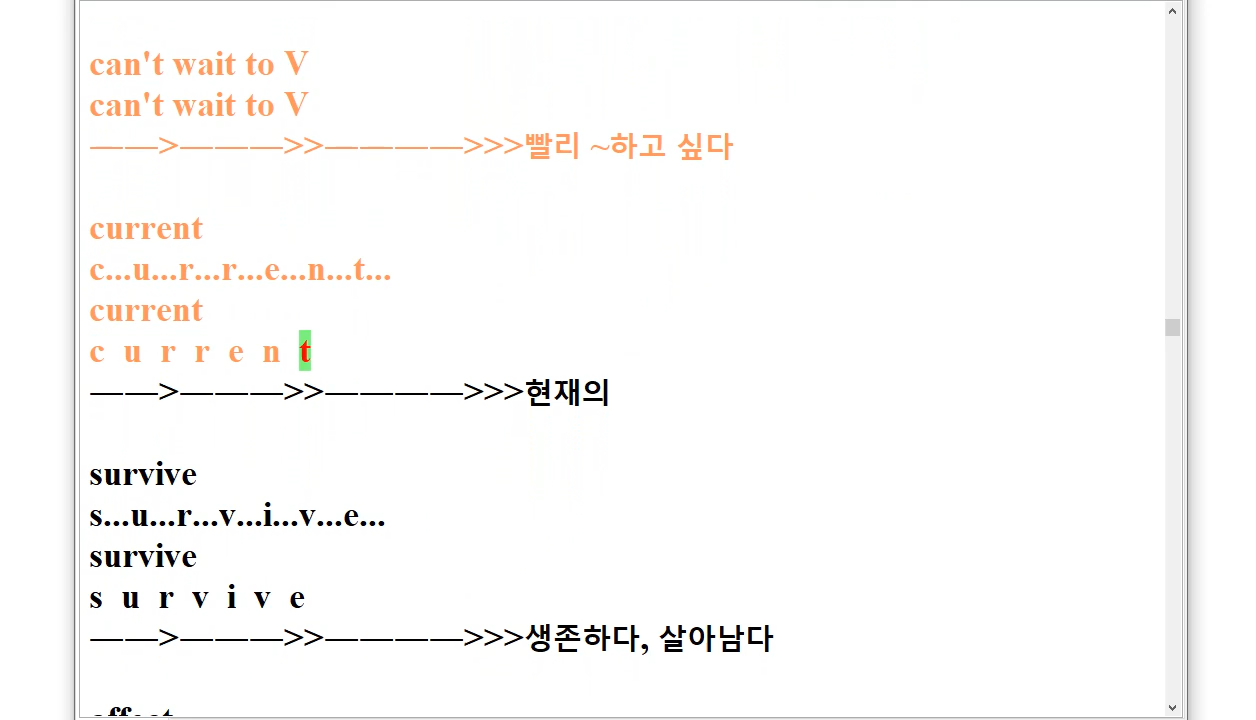 can't wait to V
can't wait to V
——>———>>————>>>빨리 ~하고 싶다
current
c...u...r...r...e...n...t...
current
c u r r e n t
——>———>>————>>>현재의
survive
s...u...r...v...i...v...e...
survive
s u r v i v e
——>———>>————>>>생존하다, 살아남다